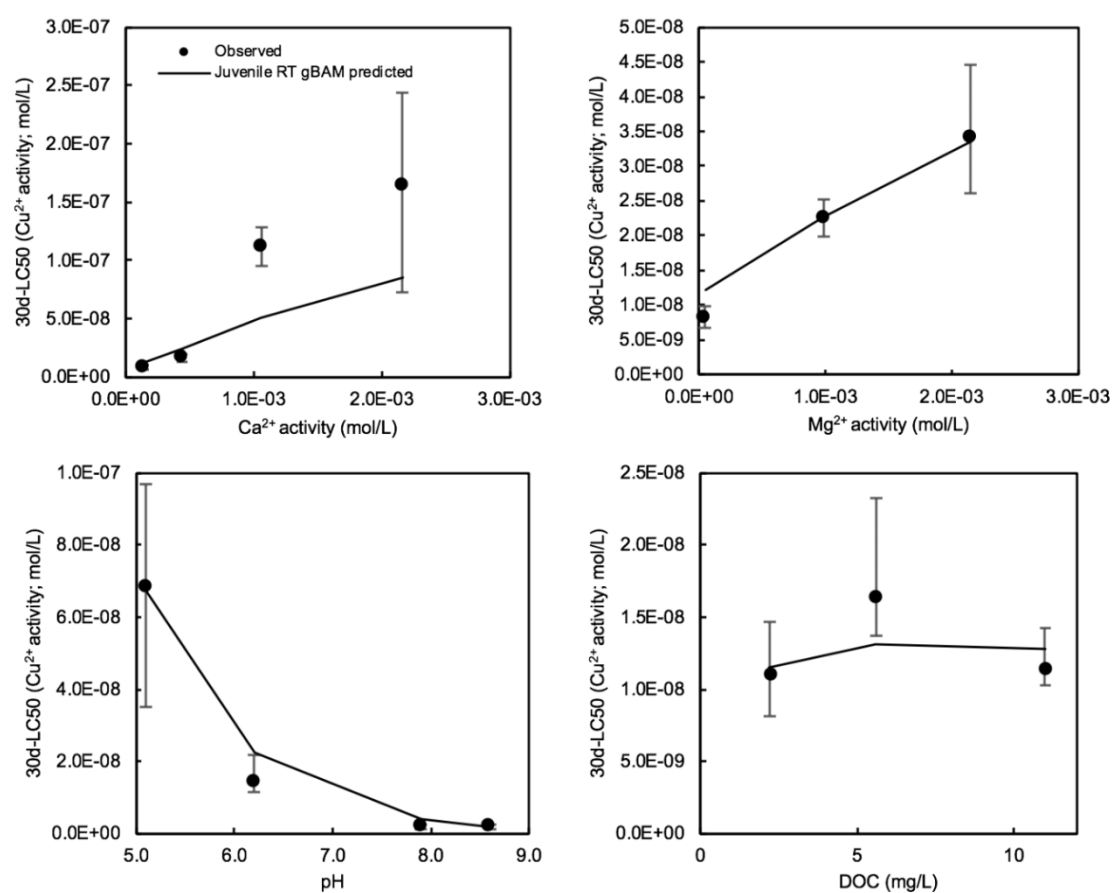 3.0E-07
2.5E-07
2.0E-07
1.5E-07
1.0E-07
5.0E-08
0.0E+00
30d-LC50 (Cu²⁺ activity; mol/L)
Observed
Juvenile RT gBAM predicted
0.0E+00 1.0E-03 2.0E-03 3.0E-03
Ca²⁺ activity (mol/L)
5.0E-08
4.5E-08
4.0E-08
3.5E-08
3.0E-08
2.5E-08
2.0E-08
1.5E-08
1.0E-08
5.0E-09
0.0E+00
30d-LC50 (Cu²⁺ activity; mol/L)
0.0E+00 1.0E-03 2.0E-03 3.0E-03
Mg²⁺ activity (mol/L)
1.0E-07
8.0E-08
6.0E-08
4.0E-08
2.0E-08
0.0E+00
30d-LC50 (Cu²⁺ activity; mol/L)
5.0 6.0 7.0 8.0 9.0
pH
2.5E-08
2.0E-08
1.5E-08
1.0E-08
5.0E-09
0.0E+00
30d-LC50 (Cu²⁺ activity; mol/L)
0 5 10
DOC (mg/L)